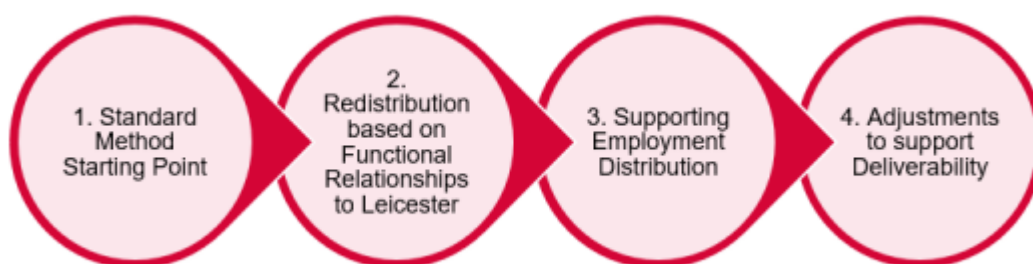 1. Standard
Method
Starting Point
2.
Redistribution
based on
Functional
Relationships
to Leicester
3. Supporting
Employment
Distribution
4. Adjustments
to support
Deliverability